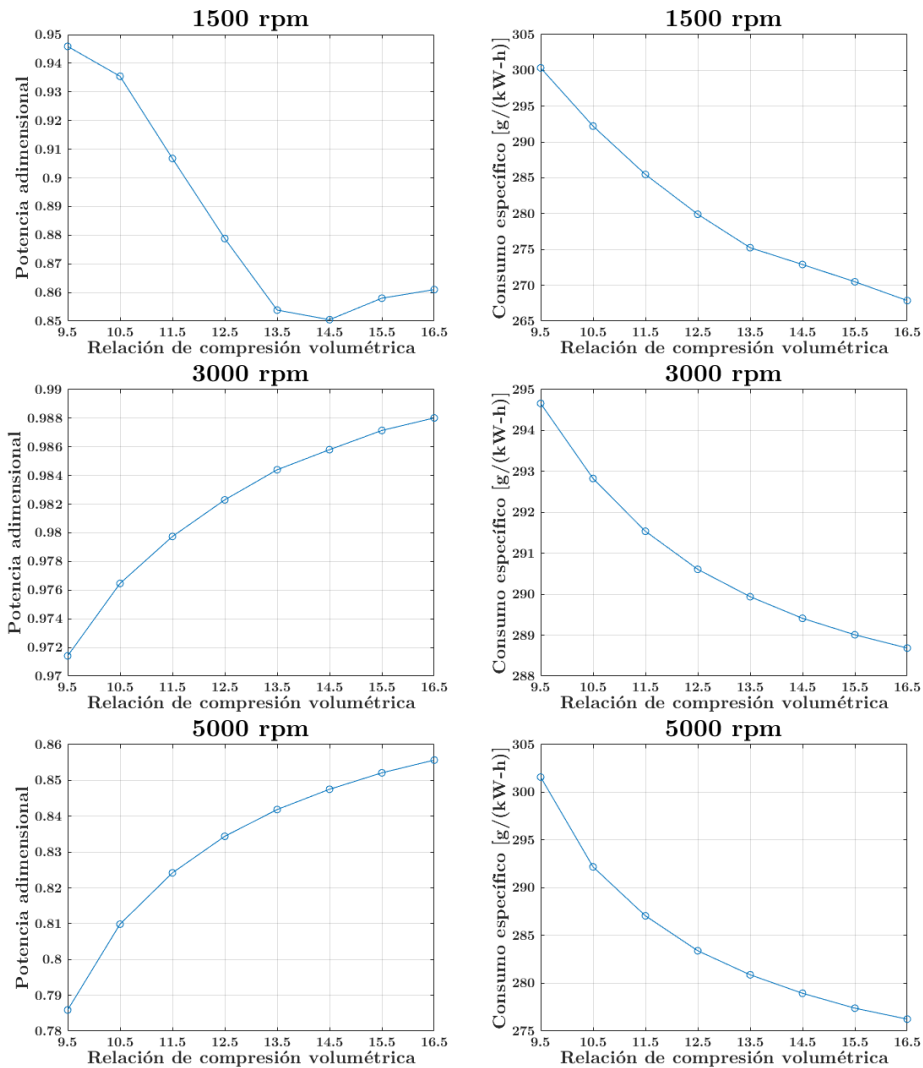 1500 rpm
Potencia adimensional
0.95
0.94
0.93
0.92
0.91
0.9
0.89
0.88
0.87
0.86
0.85
9.5 10.5 11.5 12.5 13.5 14.5 15.5 16.5
Relación de compresión volumétrica
1500 rpm
Consumo específico [g/(kW-h)]
305
300
295
290
285
280
275
270
265
9.5 10.5 11.5 12.5 13.5 14.5 15.5 16.5
Relación de compresión volumétrica
3000 rpm
Potencia adimensional
0.99
0.988
0.986
0.984
0.982
0.98
0.978
0.976
0.974
0.972
0.97
9.5 10.5 11.5 12.5 13.5 14.5 15.5 16.5
Relación de compresión volumétrica
3000 rpm
Consumo específico [g/(kW-h)]
295
294
293
292
291
290
289
288
9.5 10.5 11.5 12.5 13.5 14.5 15.5 16.5
Relación de compresión volumétrica
5000 rpm
Potencia adimensional
0.86
0.85
0.84
0.83
0.82
0.81
0.8
0.79
0.78
9.5 10.5 11.5 12.5 13.5 14.5 15.5 16.5
Relación de compresión volumétrica
5000 rpm
Consumo específico [g/(kW-h)]
305
300
295
290
285
280
275
9.5 10.5 11.5 12.5 13.5 14.5 15.5 16.5
Relación de compresión volumétrica